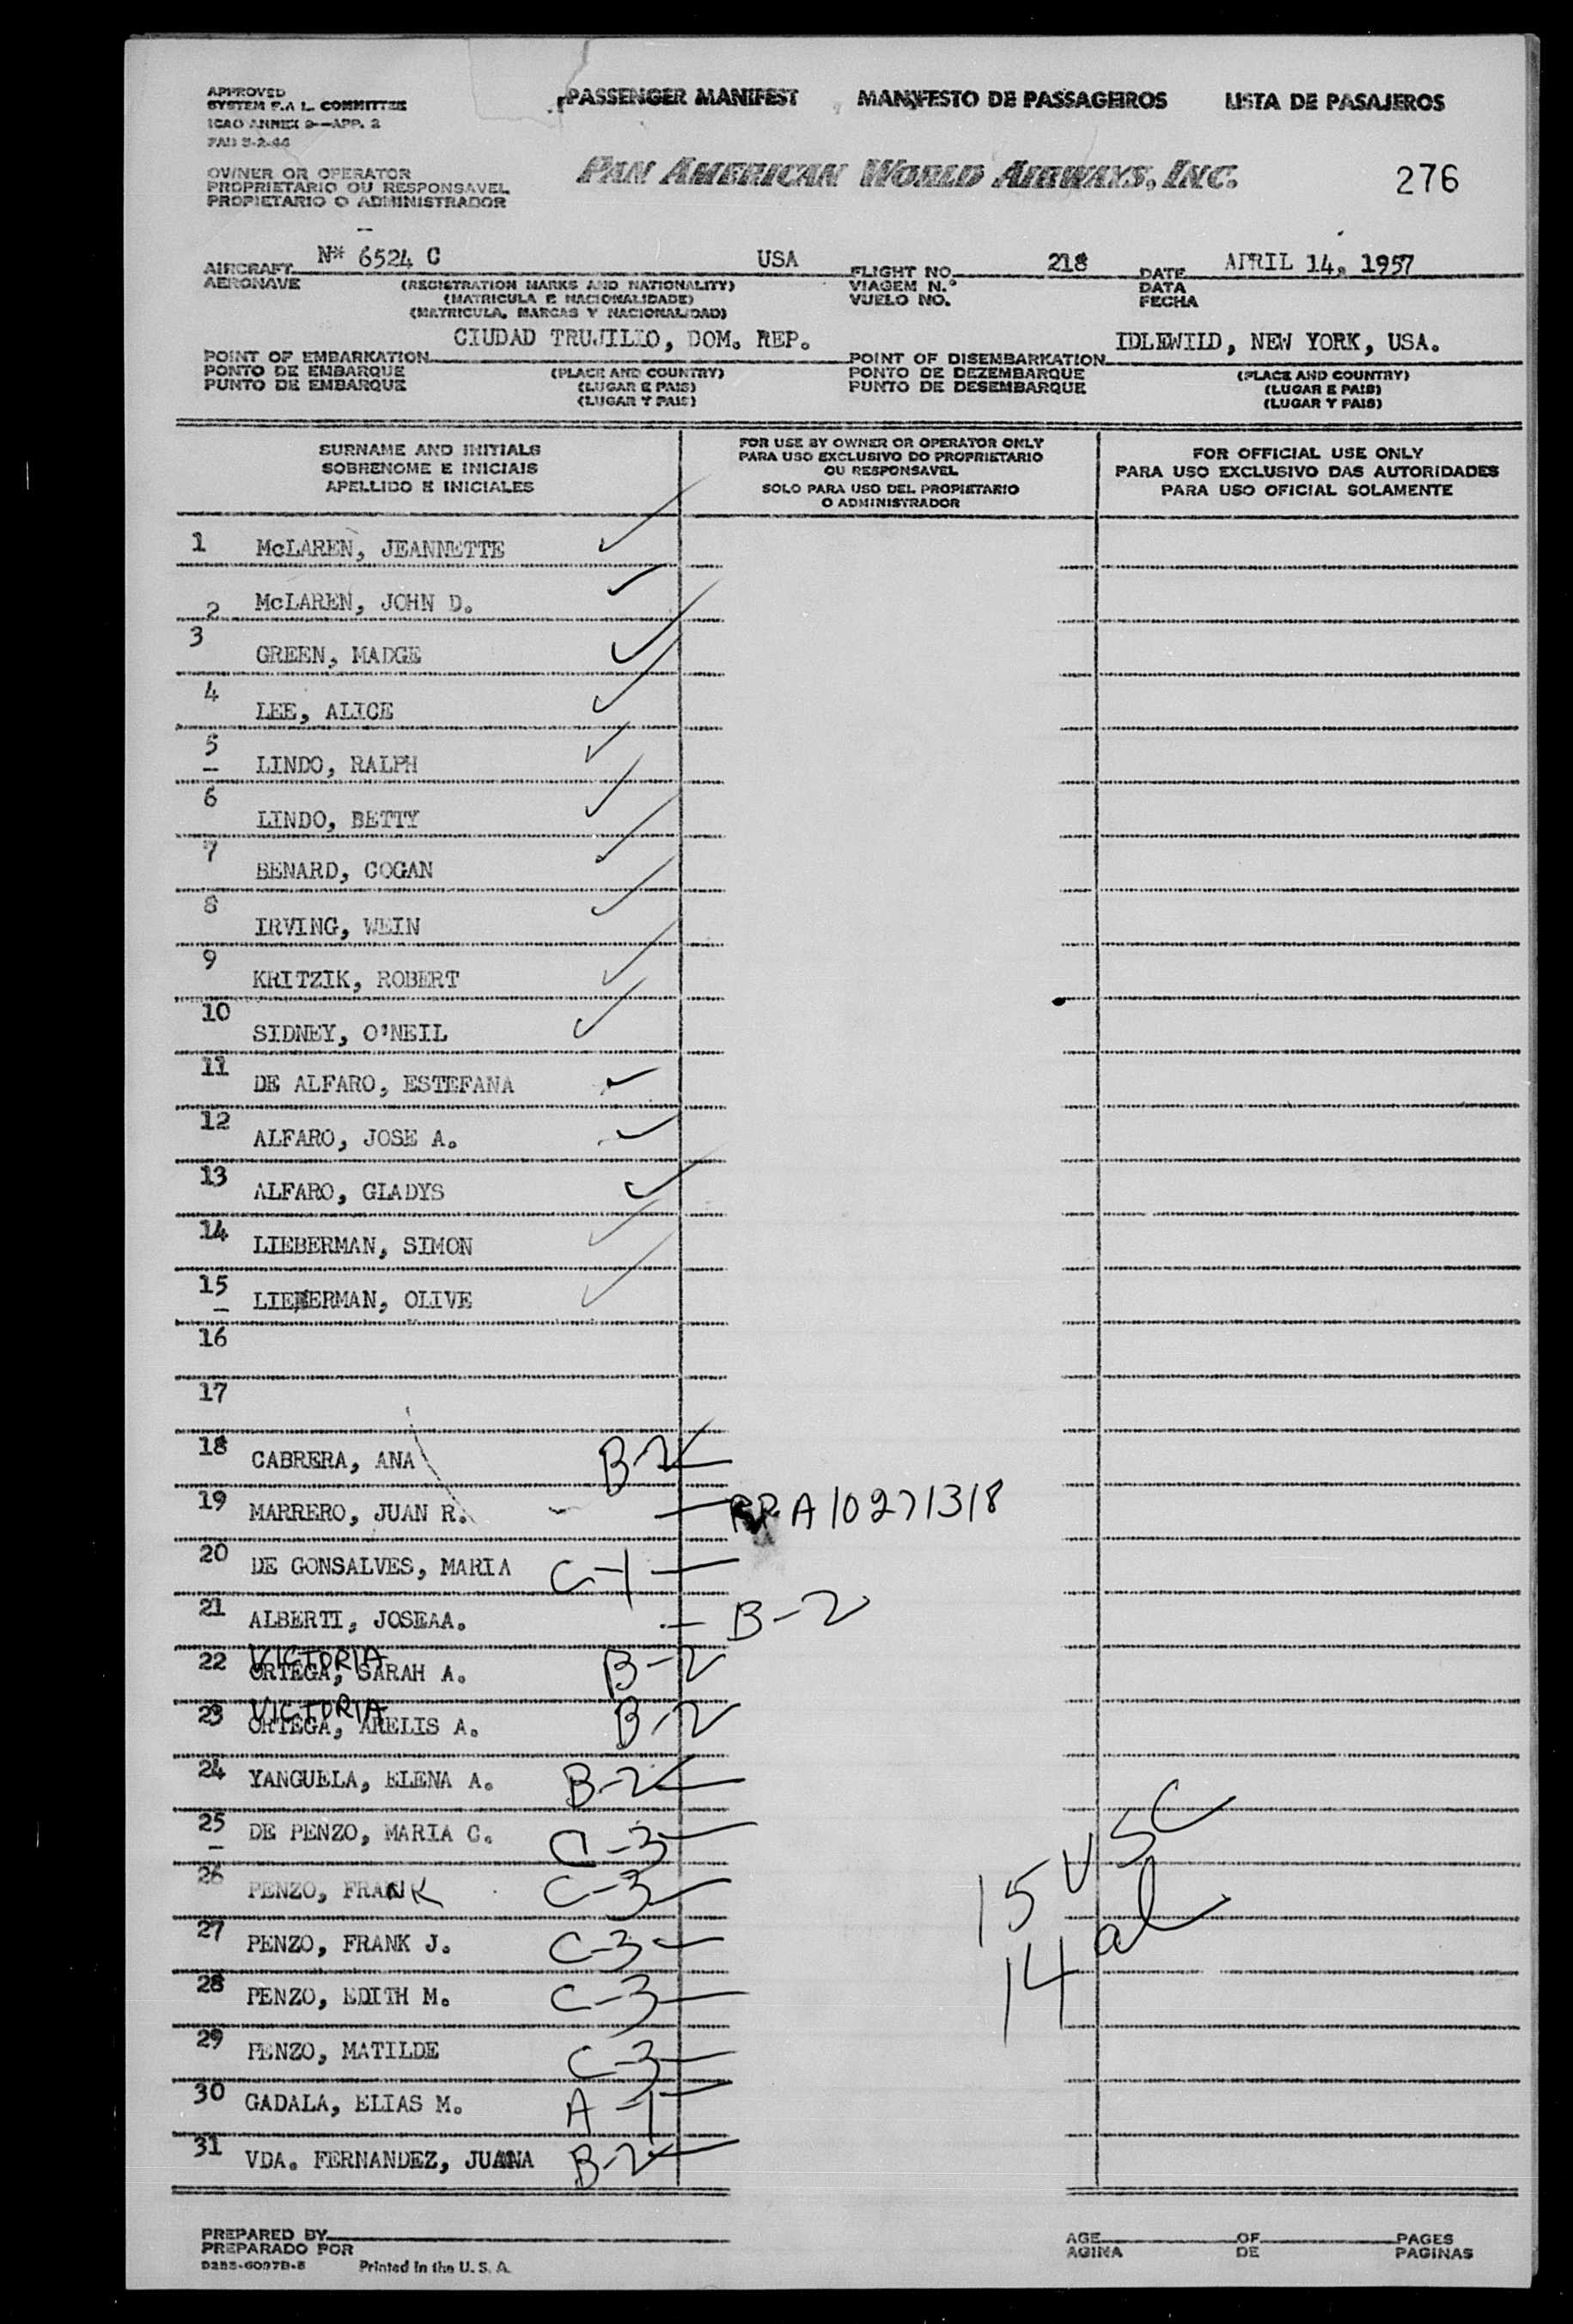 APPROVED
SYSTEM F.A L. COMMITTEE
ICAO ANNEX 9—APP. 2
PASSENGER MANIFEST MANIFESTO DE PASSAGEIROS LISTA DE PASAJEROS
OWNER OR OPERATOR
PROPRIETARIO OU RESPONSAVEL
PROPIETARIO O ADMINISTRADOR
PAN AMERICAN WORLD AIRWAYS, INC.
276
AIRCRAFT N* 6524 C USA FLIGHT NO. 218 DATE APRIL 14, 1957
AERONAVE (REGISTRATION MARKS AND NATIONALITY) VIAGEM N.° DATA
(MATRICULA E NACIONALIDADE) VUELO NO. FECHA
(MATRICULA, MARCAS Y NACIONALIDAD)
POINT OF EMBARKATION CIUDAD TRUJILLO, DOM. REP. POINT OF DISEMBARKATION IDLEWILD, NEW YORK, USA.
PONTO DE EMBARQUE (PLACE AND COUNTRY) PONTO DE DEZEMBARQUE (PLACE AND COUNTRY)
PUNTO DE EMBARQUE (LUGAR E PAIS) PUNTO DE DESEMBARQUE (LUGAR E PAIS)
(LUGAR Y PAIS) (LUGAR Y PAIS)
SURNAME AND INITIALS
SOBRENOME E INICIAIS
APELLIDO E INICIALES
FOR USE BY OWNER OR OPERATOR ONLY
PARA USO EXCLUSIVO DO PROPRIETARIO
OU RESPONSAVEL
SOLO PARA USO DEL PROPIETARIO
O ADMINISTRADOR
FOR OFFICIAL USE ONLY
PARA USO EXCLUSIVO DAS AUTORIDADES
PARA USO OFICIAL SOLAMENTE
1 McLAREN, JEANNETTE ✓
2 McLAREN, JOHN D. ✓
3 GREEN, MADGE ✓
4 LEE, ALICE ✓
5 LINDO, RALPH ✓
6 LINDO, BETTY ✓
7 BENARD, COGAN ✓
8 IRVING, WEIN ✓
9 KRITZIK, ROBERT ✓
10 SIDNEY, O'NEIL ✓
11 DE ALFARO, ESTEFANA ✓
12 ALFARO, JOSE A. ✓
13 ALFARO, GLADYS ✓
14 LIEBERMAN, SIMON ✓
15 LIEBERMAN, OLIVE ✓
16
17
18 CABRERA, ANA B-2
19 MARRERO, JUAN R. A10271318
20 DE GONSALVES, MARIA C-1
21 ALBERTI, JOSEAA. B-2
VICTORIA
22 ORTEGA, SARAH A. B-2
VICTORIA
23 ORTEGA, ARELIS A. B-2
24 YANGUELA, ELENA A. B-2
25 DE PENZO, MARIA C. C-3
26 PENZO, FRANK C-3
27 PENZO, FRANK J. C-3
28 PENZO, EDITH M. C-3
29 PENZO, MATILDE C-3
30 GADALA, ELIAS M. A-1
31 VDA. FERNANDEZ, JUANA B-2
15 USC
14 al
PREPARED BY AGE OF PAGES
PREPARADO POR AGINA DE PAGINAS
Printed in the U. S. A.